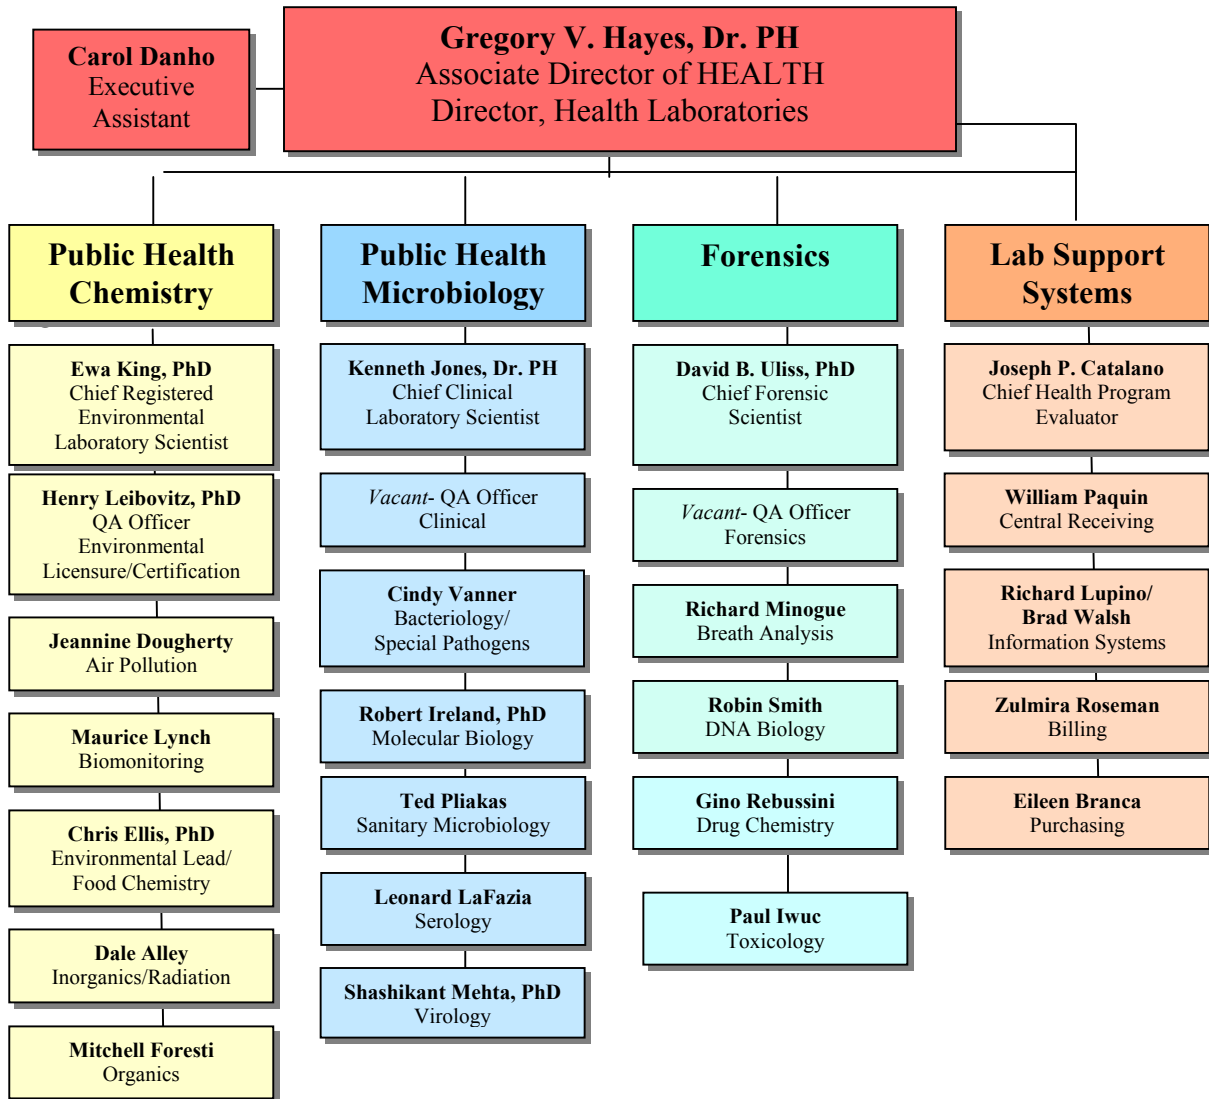 Carol Danho
Executive
Assistant
Gregory V. Hayes, Dr. PH
Associate Director of HEALTH
Director, Health Laboratories
Public Health
Chemistry
Ewa King, PhD
Chief Registered
Environmental
Laboratory Scientist
Henry Leibovitz, PhD
QA Officer
Environmental
Licensure/Certification
Jeannine Dougherty
Air Pollution
Maurice Lynch
Biomonitoring
Chris Ellis, PhD
Environmental Lead/
Food Chemistry
Dale Alley
Inorganics/Radiation
Mitchell Foresti
Organics
Public Health
Microbiology
Kenneth Jones, Dr. PH
Chief Clinical
Laboratory Scientist
Vacant- QA Officer
Clinical
Cindy Vanner
Bacteriology/
Special Pathogens
Robert Ireland, PhD
Molecular Biology
Ted Pliakas
Sanitary Microbiology
Leonard LaFazia
Serology
Shashikant Mehta, PhD
Virology
Forensics
David B. Uliss, PhD
Chief Forensic
Scientist
Vacant- QA Officer
Forensics
Richard Minogue
Breath Analysis
Robin Smith
DNA Biology
Gino Rebussini
Drug Chemistry
Paul Iwuc
Toxicology
Lab Support
Systems
Joseph P. Catalano
Chief Health Program
Evaluator
William Paquin
Central Receiving
Richard Lupino/
Brad Walsh
Information Systems
Zulmira Roseman
Billing
Eileen Branca
Purchasing